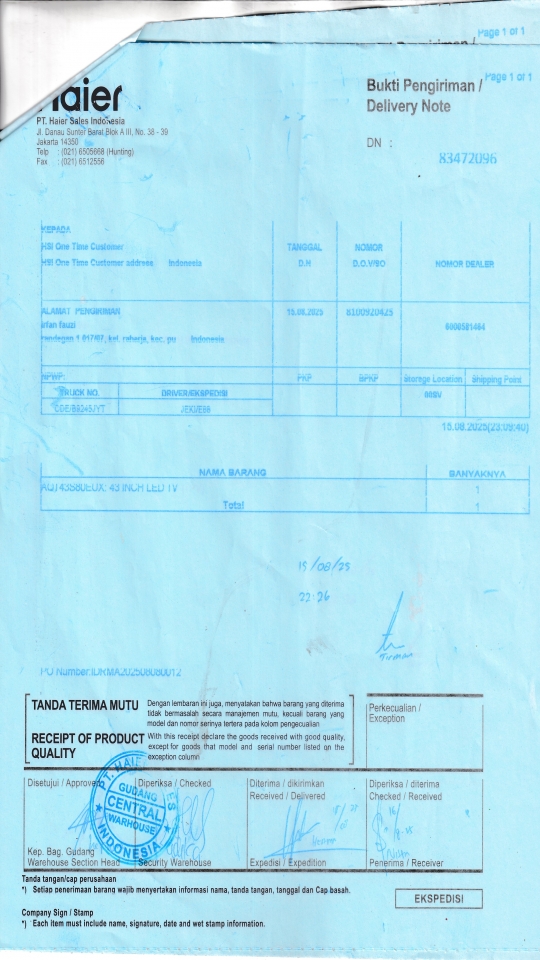 Page 1 of 1
Page 1 of 1
Haier
Bukti Pengiriman /
Delivery Note
PT. Haier Sales Indonesia
Jl. Danau Sunter Barat Blok A III, No. 38 - 39
Jakarta 14350
Telp : (021) 6505668 (Hunting)
Fax : (021) 6512556
DN :
83472096
KEPADA
HSI One Time Customer
HSI One Time Customer address Indonesia
TANGGAL
D.H
NOMOR
D.O.V/SO
NOMOR DEALER
ALAMAT PENGIRIMAN
irfan fauzi
Indonesia
15.08.2025
8100920425
NPWP:
PKP
BPKP
Storage Location
Shipping Point
TRUCK NO.
DRIVER/EKSPEDISI
15.08.2025(23:09:40)
NAMA BARANG
BANYAKNYA
43 INCH LED TV
1
Total
1
15/08/25
22:26
PO Number:IDRMA202508080012
TANDA TERIMA MUTU
Dengan lembaran ini juga, menyatakan bahwa barang yang diterima
tidak bermasalah secara manajemen mutu, kecuali barang yang
model dan nomor serinya tertera pada kolom pengecualian
RECEIPT OF PRODUCT
QUALITY
With this receipt declare the goods received with good quality,
except for goods that model and serial number listed on the
exception column
Perkecualian /
Exception
Disetujui / Approved
Diperiksa / Checked
Diterima / dikirimkan
Received / Delivered
Diperiksa / diterima
Checked / Received
PT. HAIER SALES INDONESIA
GUDANG
CENTRAL
WARHOUSE
Kep. Bag. Gudang
Warehouse Section Head
Security Warehouse
Expedisi / Expedition
Penerima / Receiver
Tanda tangan/cap perusahaan
*) Setiap penerimaan barang wajib menyertakan informasi nama, tanda tangan, tanggal dan Cap basah.
EKSPEDISI
Company Sign / Stamp
*) Each item must include name, signature, date and wet stamp information.